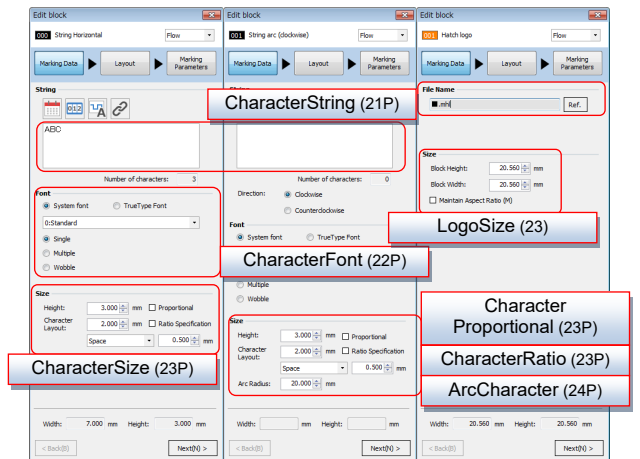 Edit block
000 String Horizontal Flow
Marking Data Layout Marking Parameters
String
012 A
ABC
Number of characters: 3
Font
System font TrueType Font
0:Standard
Single
Multiple
Wobble
Size
Height: 3.000 mm Proportional
Character Layout: 2.000 mm Ratio Specification
Space 0.500 mm
CharacterSize (23P)
Width: 7.000 mm Height: 3.000 mm
< Back(B) Next(N) >
Edit block
001 String arc (clockwise) Flow
Marking Data Layout Marking Parameters
CharacterString (21P)
Number of characters: 0
Direction: Clockwise
Counterclockwise
Font
System font TrueType Font
CharacterFont (22P)
Multiple
Wobble
Size
Height: 3.000 mm Proportional
Character Layout: 2.000 mm Ratio Specification
Space 0.500 mm
Arc Radius: 20.000 mm
Width: mm Height: mm
< Back(B) Next(N) >
Edit block
001 Hatch logo Flow
Marking Data Layout Marking Parameters
File Name
.mhl Ref.
Size
Block Height: 20.560 mm
Block Width: 20.560 mm
Maintain Aspect Ratio (M)
LogoSize (23)
Character Proportional (23P)
CharacterRatio (23P)
ArcCharacter (24P)
Width: 20.560 mm Height: 20.560 mm
< Back(B) Next(N) >